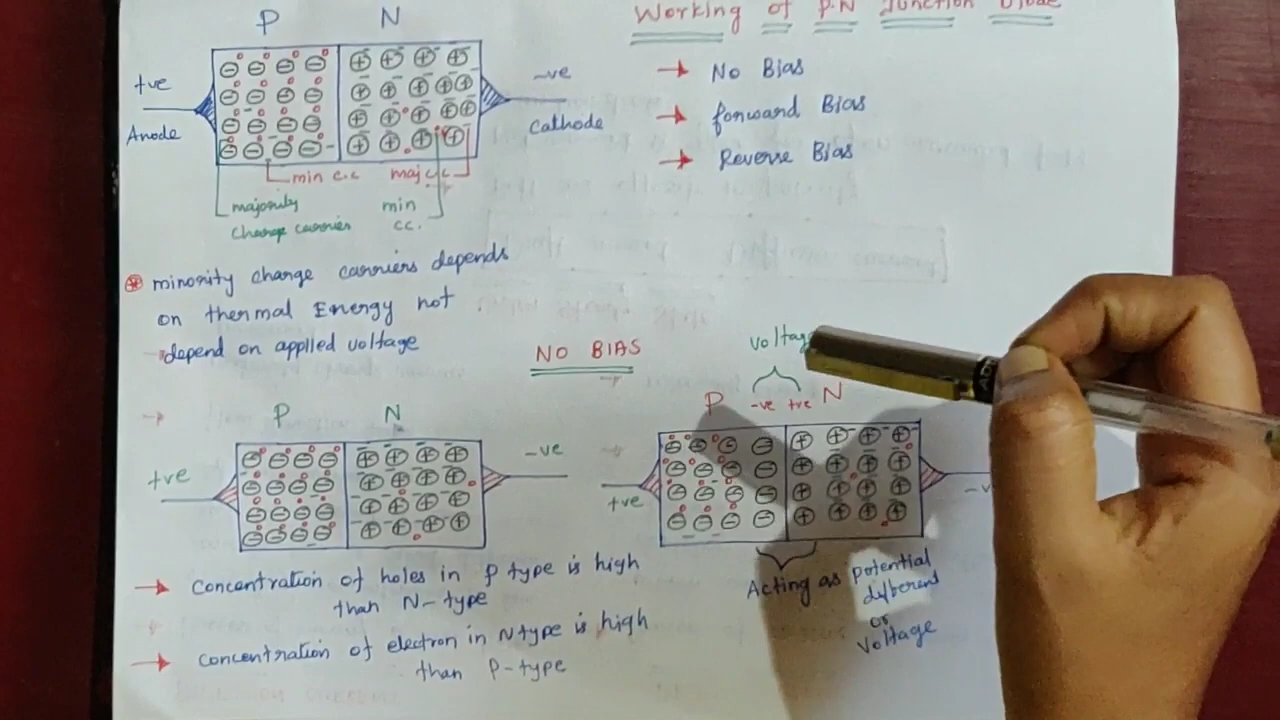 Working of P.N Junction Diode
→ No Bias
→ forward Bias
→ Reverse Bias
P N
+ve
Anode
-ve
Cathode
min c.c maj c.c
majority
charge carrier
min
cc.
minority charge carriers depends
on thermal Energy not
depend on applied voltage
NO BIAS
P N
+ve
-ve
voltage
P -ve +ve N
+ve
Acting as potential
different
or
voltage
→ concentration of holes in p type is high
than N-type
→ concentration of electron in N type is high
than P-type